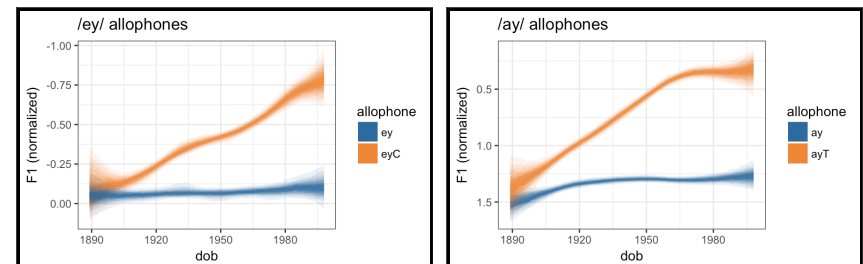 /ey/ allophones
-1.00
-0.75
-0.50
-0.25
0.00
F1 (normalized)
1890 1920 1950 1980
dob
allophone
ey
eyC
/ay/ allophones
0.5
1.0
1.5
F1 (normalized)
1890 1920 1950 1980
dob
allophone
ay
ayT